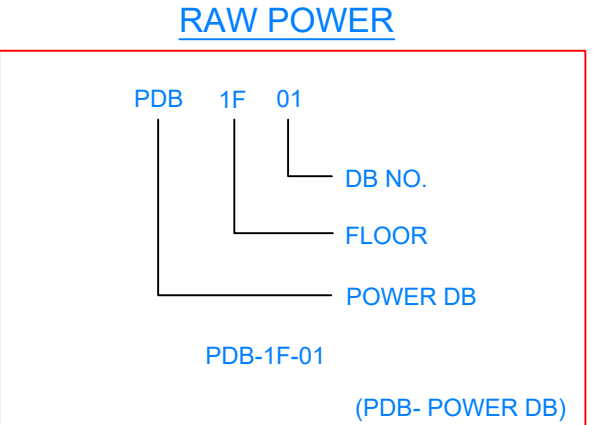 RAW POWER
PDB 1F 01
DB NO.
FLOOR
POWER DB
PDB-1F-01
(PDB- POWER DB)